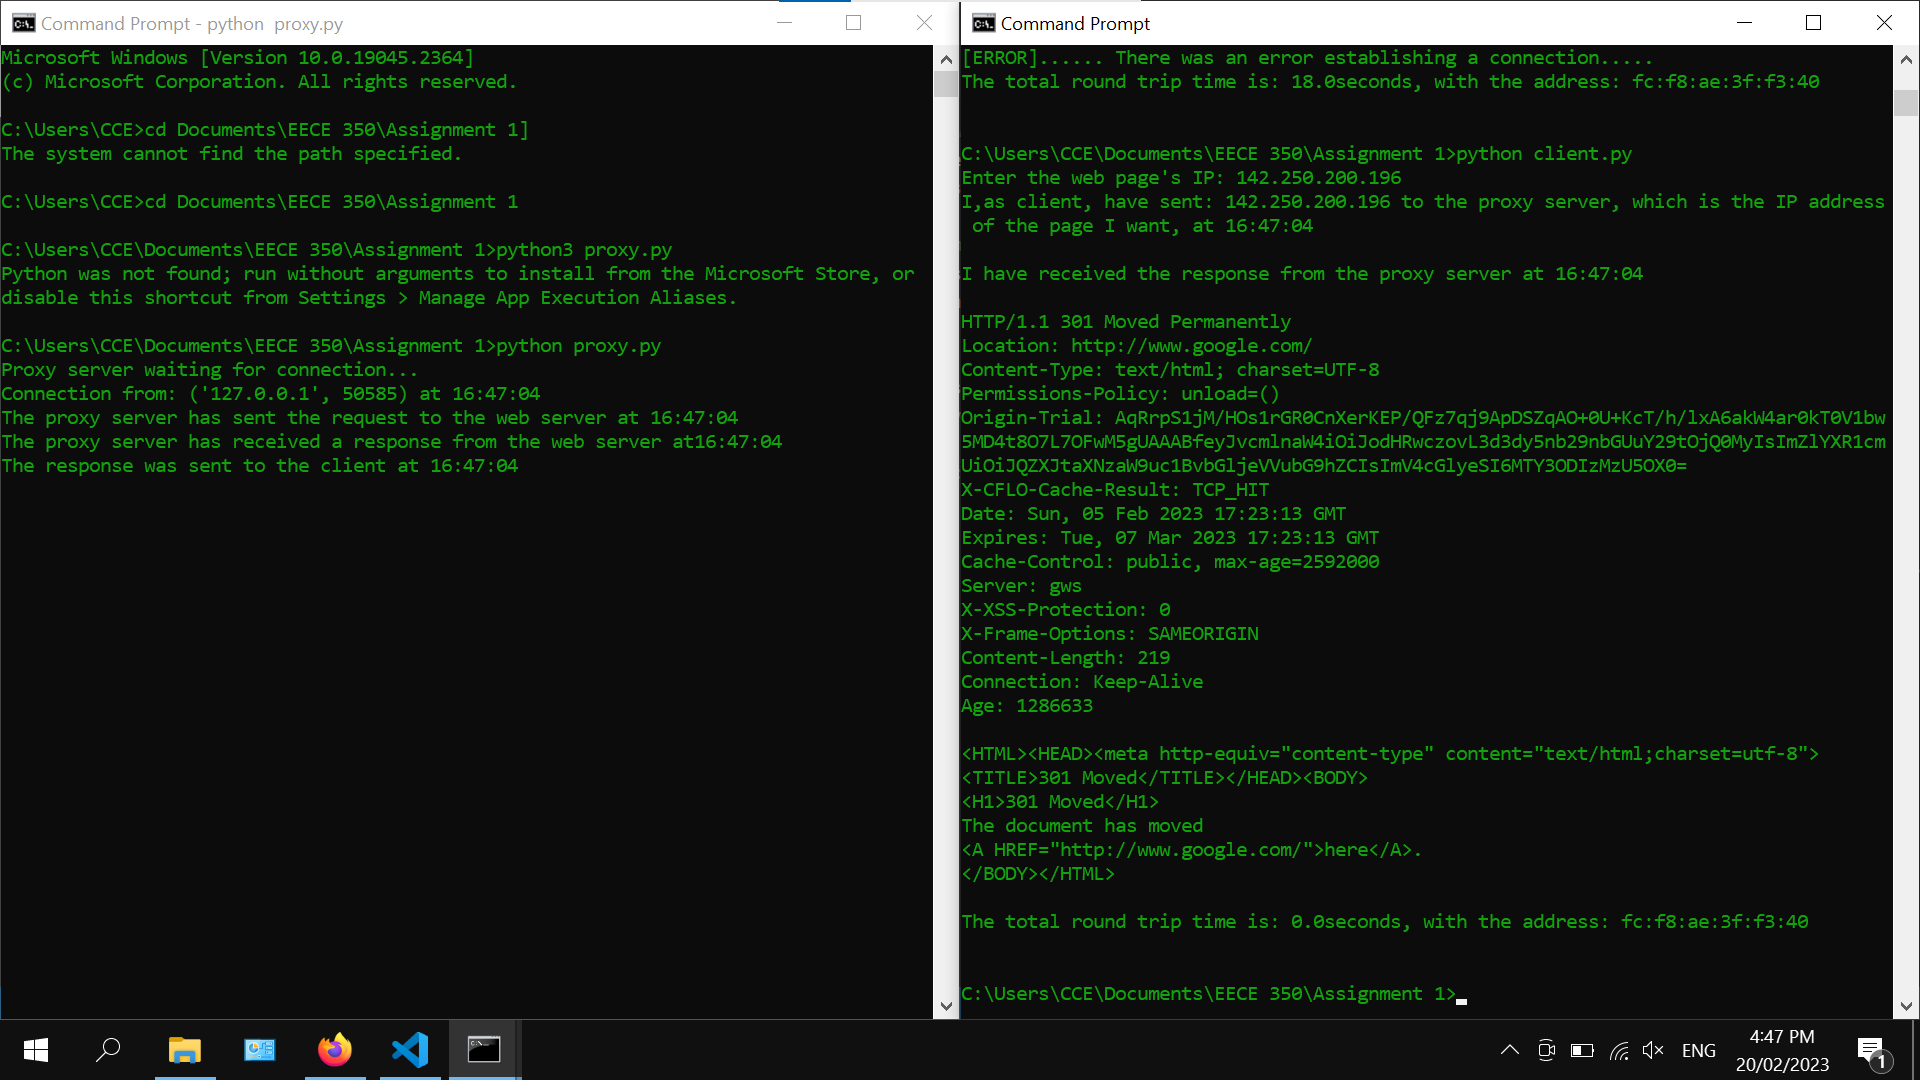 Command Prompt - python  proxy.py
Microsoft Windows [Version 10.0.19045.2364]
(c) Microsoft Corporation. All rights reserved.
C:\Users\CCE>cd Documents\EECE 350\Assignment 1]
The system cannot find the path specified.
C:\Users\CCE>cd Documents\EECE 350\Assignment 1
C:\Users\CCE\Documents\EECE 350\Assignment 1>python3 proxy.py
Python was not found; run without arguments to install from the Microsoft Store, or
disable this shortcut from Settings > Manage App Execution Aliases.
C:\Users\CCE\Documents\EECE 350\Assignment 1>python proxy.py
Proxy server waiting for connection...
Connection from: ('127.0.0.1', 50585) at 16:47:04
The proxy server has sent the request to the web server at 16:47:04
The proxy server has received a response from the web server at16:47:04
The response was sent to the client at 16:47:04
Command Prompt
[ERROR]...... There was an error establishing a connection.....
The total round trip time is: 18.0seconds, with the address: fc:f8:ae:3f:f3:40
C:\Users\CCE\Documents\EECE 350\Assignment 1>python client.py
Enter the web page's IP: 142.250.200.196
I,as client, have sent: 142.250.200.196 to the proxy server, which is the IP address
of the page I want, at 16:47:04
I have received the response from the proxy server at 16:47:04
HTTP/1.1 301 Moved Permanently
Location: http://www.google.com/
Content-Type: text/html; charset=UTF-8
Permissions-Policy: unload=()
Origin-Trial: AqRrpS1jM/HOs1rGR0CnXerKEP/QFz7qj9ApDSZqAO+0U+KcT/h/lxA6akW4ar0kT0V1bw
5MD4t8O7L7OFwM5gUAAABfeyJvcmlnaW4iOiJodHRwczovL3d3dy5nb29nbGUuY29tOjQ0MyIsImZlYXR1cm
UiOiJQZXJtaXNzaW9uc1BvbGljeVVubG9hZCIsImV4cGlyeSI6MTY3ODIzMzU5OX0=
X-CFLO-Cache-Result: TCP_HIT
Date: Sun, 05 Feb 2023 17:23:13 GMT
Expires: Tue, 07 Mar 2023 17:23:13 GMT
Cache-Control: public, max-age=2592000
Server: gws
X-XSS-Protection: 0
X-Frame-Options: SAMEORIGIN
Content-Length: 219
Connection: Keep-Alive
Age: 1286633
<HTML><HEAD><meta http-equiv="content-type" content="text/html;charset=utf-8">
<TITLE>301 Moved</TITLE></HEAD><BODY>
<H1>301 Moved</H1>
The document has moved
<A HREF="http://www.google.com/">here</A>.
</BODY></HTML>
The total round trip time is: 0.0seconds, with the address: fc:f8:ae:3f:f3:40
C:\Users\CCE\Documents\EECE 350\Assignment 1>
ENG
4:47 PM
20/02/2023
1